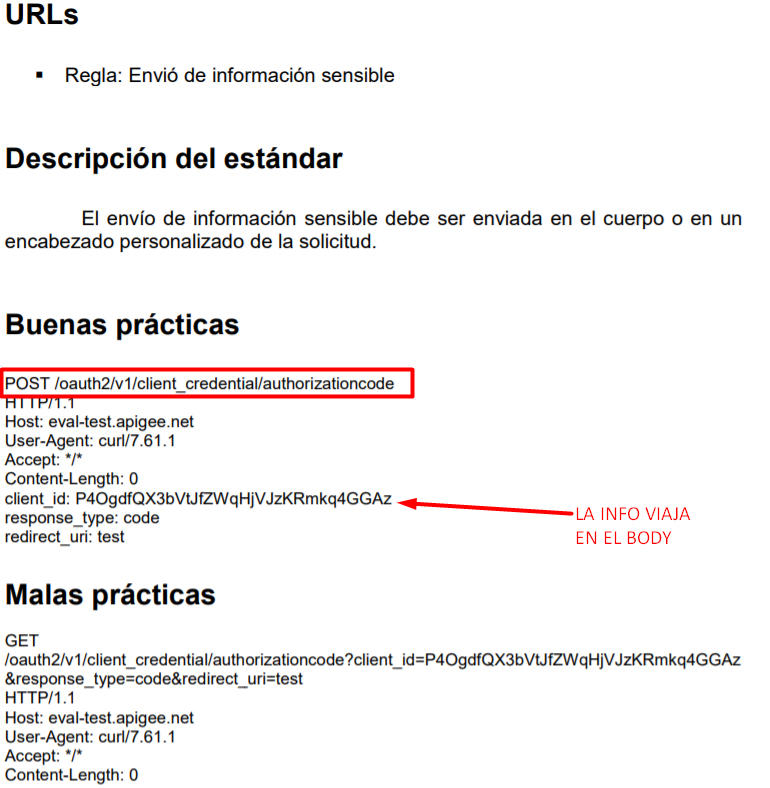 URLs
▪ Regla: Envió de información sensible
Descripción del estándar
El envío de información sensible debe ser enviada en el cuerpo o en un
encabezado personalizado de la solicitud.
Buenas prácticas
POST /oauth2/v1/client_credential/authorizationcode
HTTP/1.1
Host: eval-test.apigee.net
User-Agent: curl/7.61.1
Accept: */*
Content-Length: 0
client_id: P4OgdfQX3bVtJfZWqHjVJzKRmkq4GGAz
response_type: code
redirect_uri: test
LA INFO VIAJA
EN EL BODY
Malas prácticas
GET
/oauth2/v1/client_credential/authorizationcode?client_id=P4OgdfQX3bVtJfZWqHjVJzKRmkq4GGAz
&response_type=code&redirect_uri=test
HTTP/1.1
Host: eval-test.apigee.net
User-Agent: curl/7.61.1
Accept: */*
Content-Length: 0